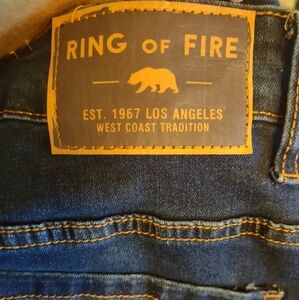 RING OF FIRE
EST. 1967 LOS ANGELES
WEST COAST TRADITION